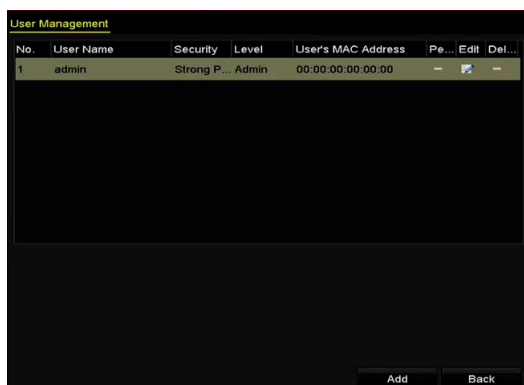 User Management
No. User Name Security Level User's MAC Address Pe... Edit Del...
1 admin Strong P... Admin 00:00:00:00:00:00 – –
Add Back